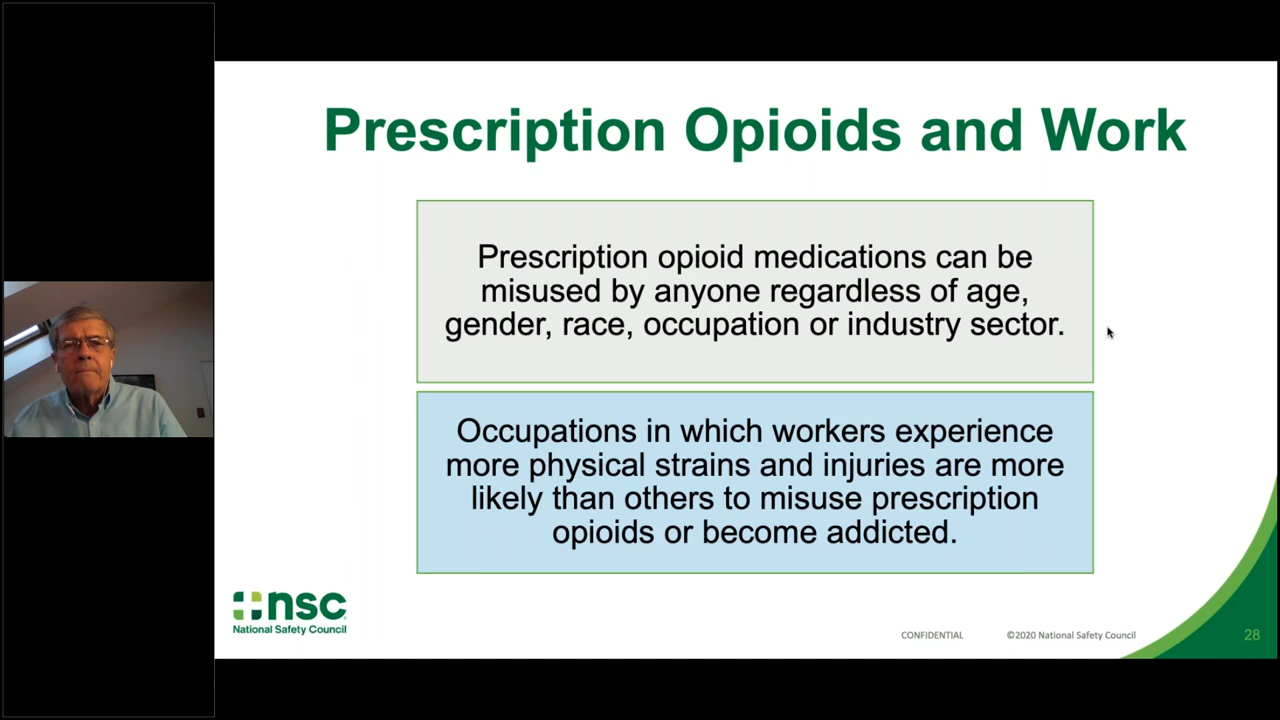 Prescription Opioids and Work
Prescription opioid medications can be
misused by anyone regardless of age,
gender, race, occupation or industry sector.
Occupations in which workers experience
more physical strains and injuries are more
likely than others to misuse prescription
opioids or become addicted.
nsc
National Safety Council
CONFIDENTIAL
©2020 National Safety Council
28